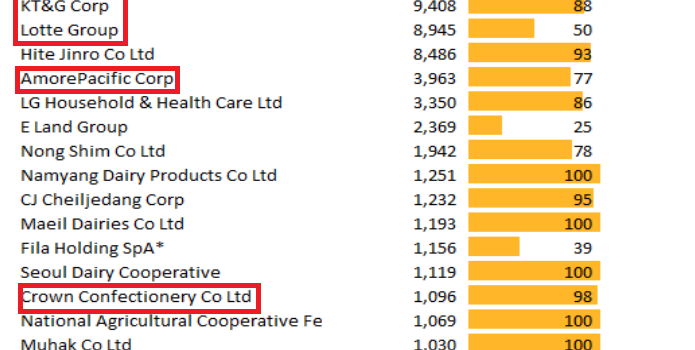 KT&G Corp 9,408 88
Lotte Group 8,945 50
Hite Jinro Co Ltd 8,486 93
AmorePacific Corp 3,963 77
LG Household & Health Care Ltd 3,350 86
E Land Group 2,369 25
Nong Shim Co Ltd 1,942 78
Namyang Dairy Products Co Ltd 1,251 100
CJ Cheiljedang Corp 1,232 95
Maeil Dairies Co Ltd 1,193 100
Fila Holding SpA* 1,156 39
Seoul Dairy Cooperative 1,119 100
Crown Confectionery Co Ltd 1,096 98
National Agricultural Cooperative Fe 1,069 100
Muhak Co Ltd 1,030 100